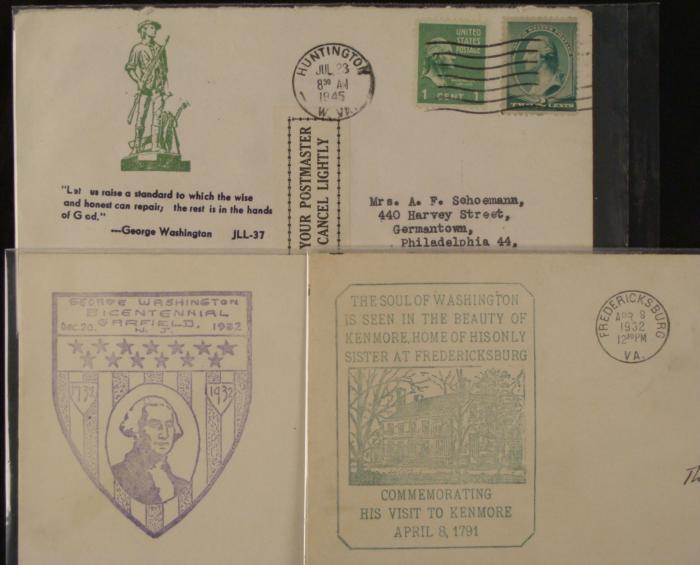 HUNTINGTON
JUL 23
8 30 AM
1945
W. VA.
UNITED
STATES
POSTAGE
1 CENT 1
TWO 2 CENTS
"Let us raise a standard to which the wise
and honest can repair; the rest is in the hands
of God."
---George Washington JLL-37
YOUR POSTMASTER
CANCEL LIGHTLY
Mrs. A. F. Schoemann,
440 Harvey Street,
Germantown,
Philadelphia 44,
GEORGE WASHINGTON
BICENTENNIAL
DEC. 20. GARFIELD, 1932
N. J.
1732 1932
THE SOUL OF WASHINGTON
IS SEEN IN THE BEAUTY OF
KENMORE, HOME OF HIS ONLY
SISTER AT FREDERICKSBURG
COMMEMORATING
HIS VISIT TO KENMORE
APRIL 8, 1791
FREDERICKSBURG
APR 8
1932
12 30 PM
VA.